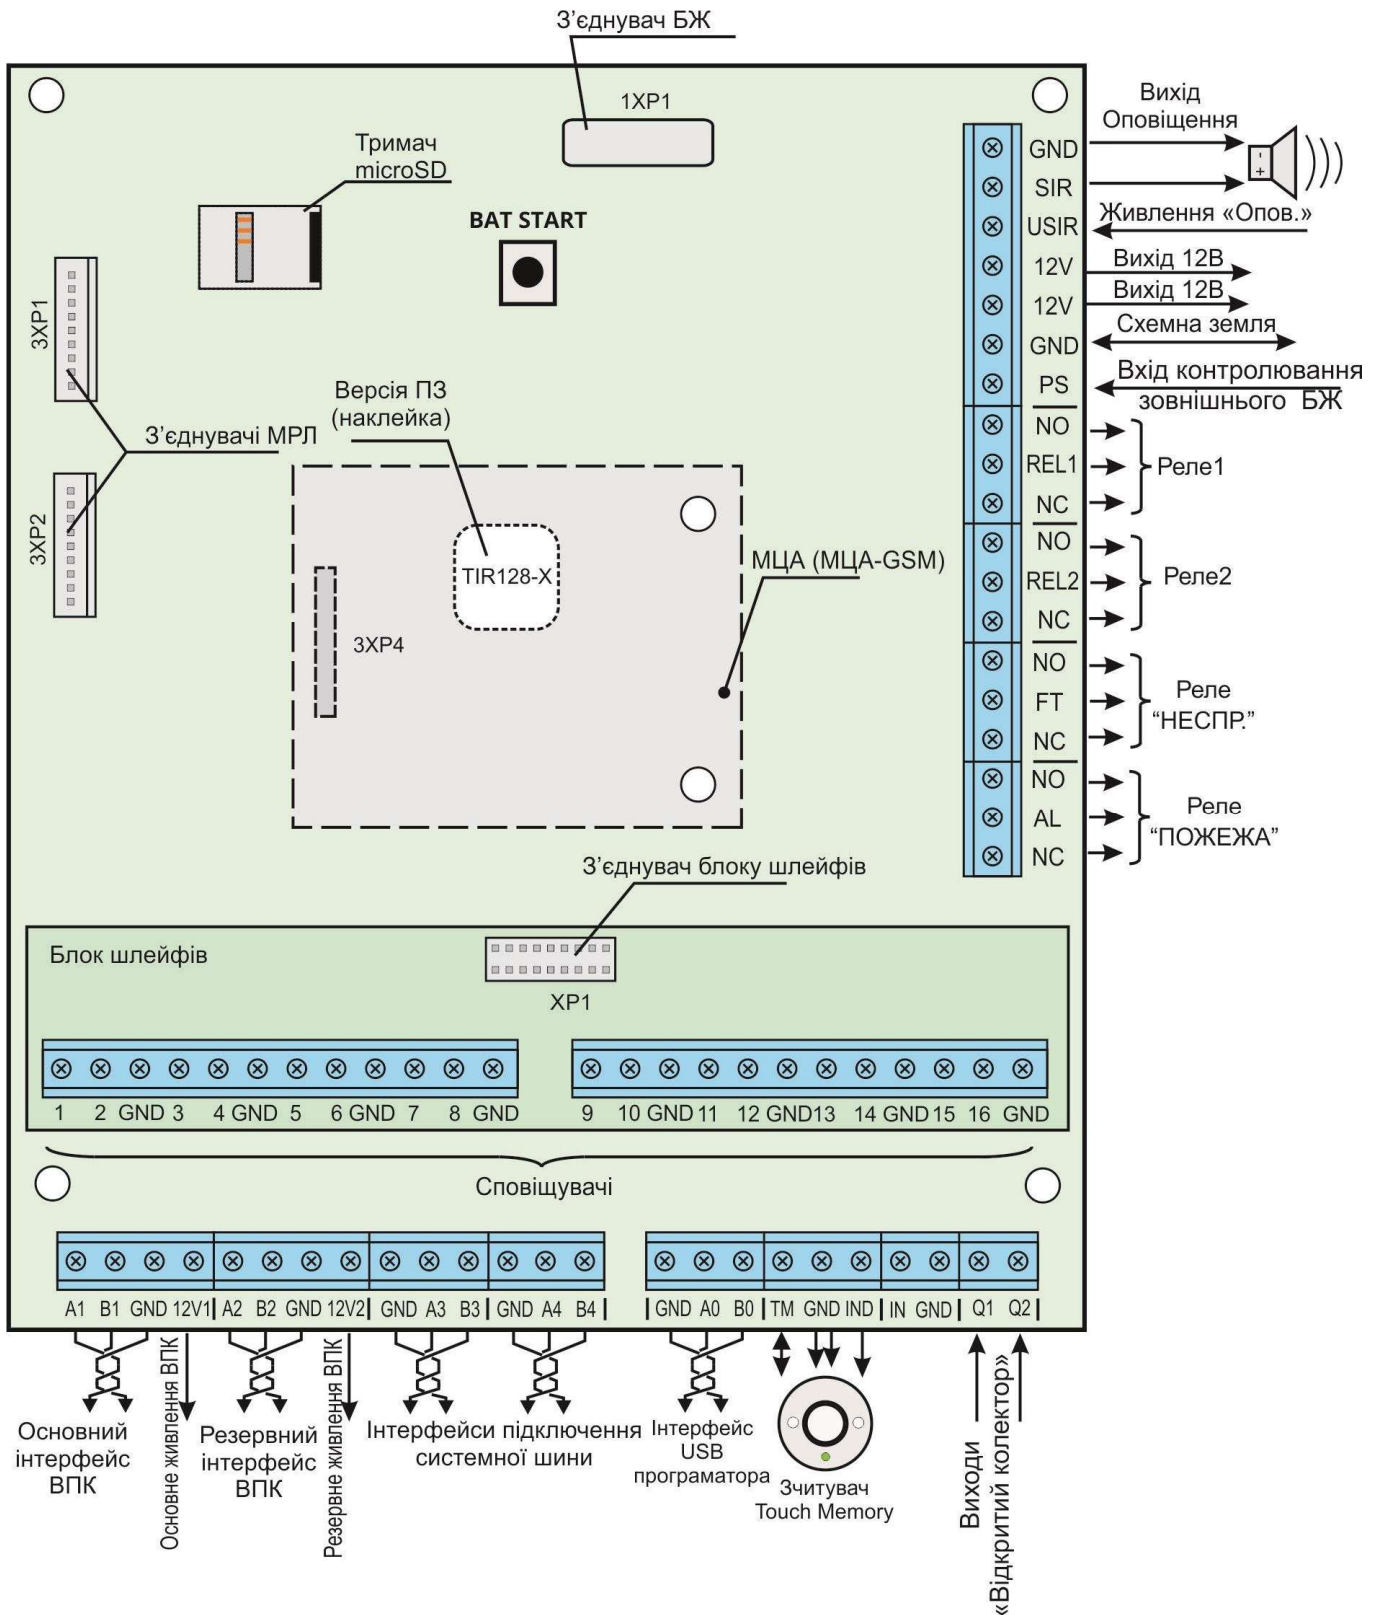 З’єднувач БЖ
1XP1
Тримач
microSD
BAT START
3XP1
З’єднувачі МРЛ
3XP2
Версія ПЗ
(наклейка)
TIR128-X
3XP4
МЦА (МЦА-GSM)
GND
SIR
USIR
12V
12V
GND
PS
NO
REL1
NC
NO
REL2
NC
NO
FT
NC
NO
AL
NC
Вихід
Оповіщення
- +
Живлення «Опов.»
Вихід 12В
Вихід 12В
Схемна земля
Вхід контролювання
зовнішнього БЖ
Реле1
Реле2
Реле
“НЕСПР.”
Реле
“ПОЖЕЖА”
З’єднувач блоку шлейфів
Блок шлейфів
XP1
1 2 GND 3 4 GND 5 6 GND 7 8 GND
9 10 GND 11 12 GND 13 14 GND 15 16 GND
Сповіщувачі
A1 B1 GND 12V1 A2 B2 GND 12V2 GND A3 B3 GND A4 B4
GND A0 B0 TM GND IND IN GND Q1 Q2
Основний
інтерфейс
ВПК
Основне живлення ВПК
Резервний
інтерфейс
ВПК
Резервне живлення ВПК
Інтерфейси підключення
системної шини
Інтерфейс
USB
програматора
Зчитувач
Touch Memory
Виходи
«Відкритий колектор»